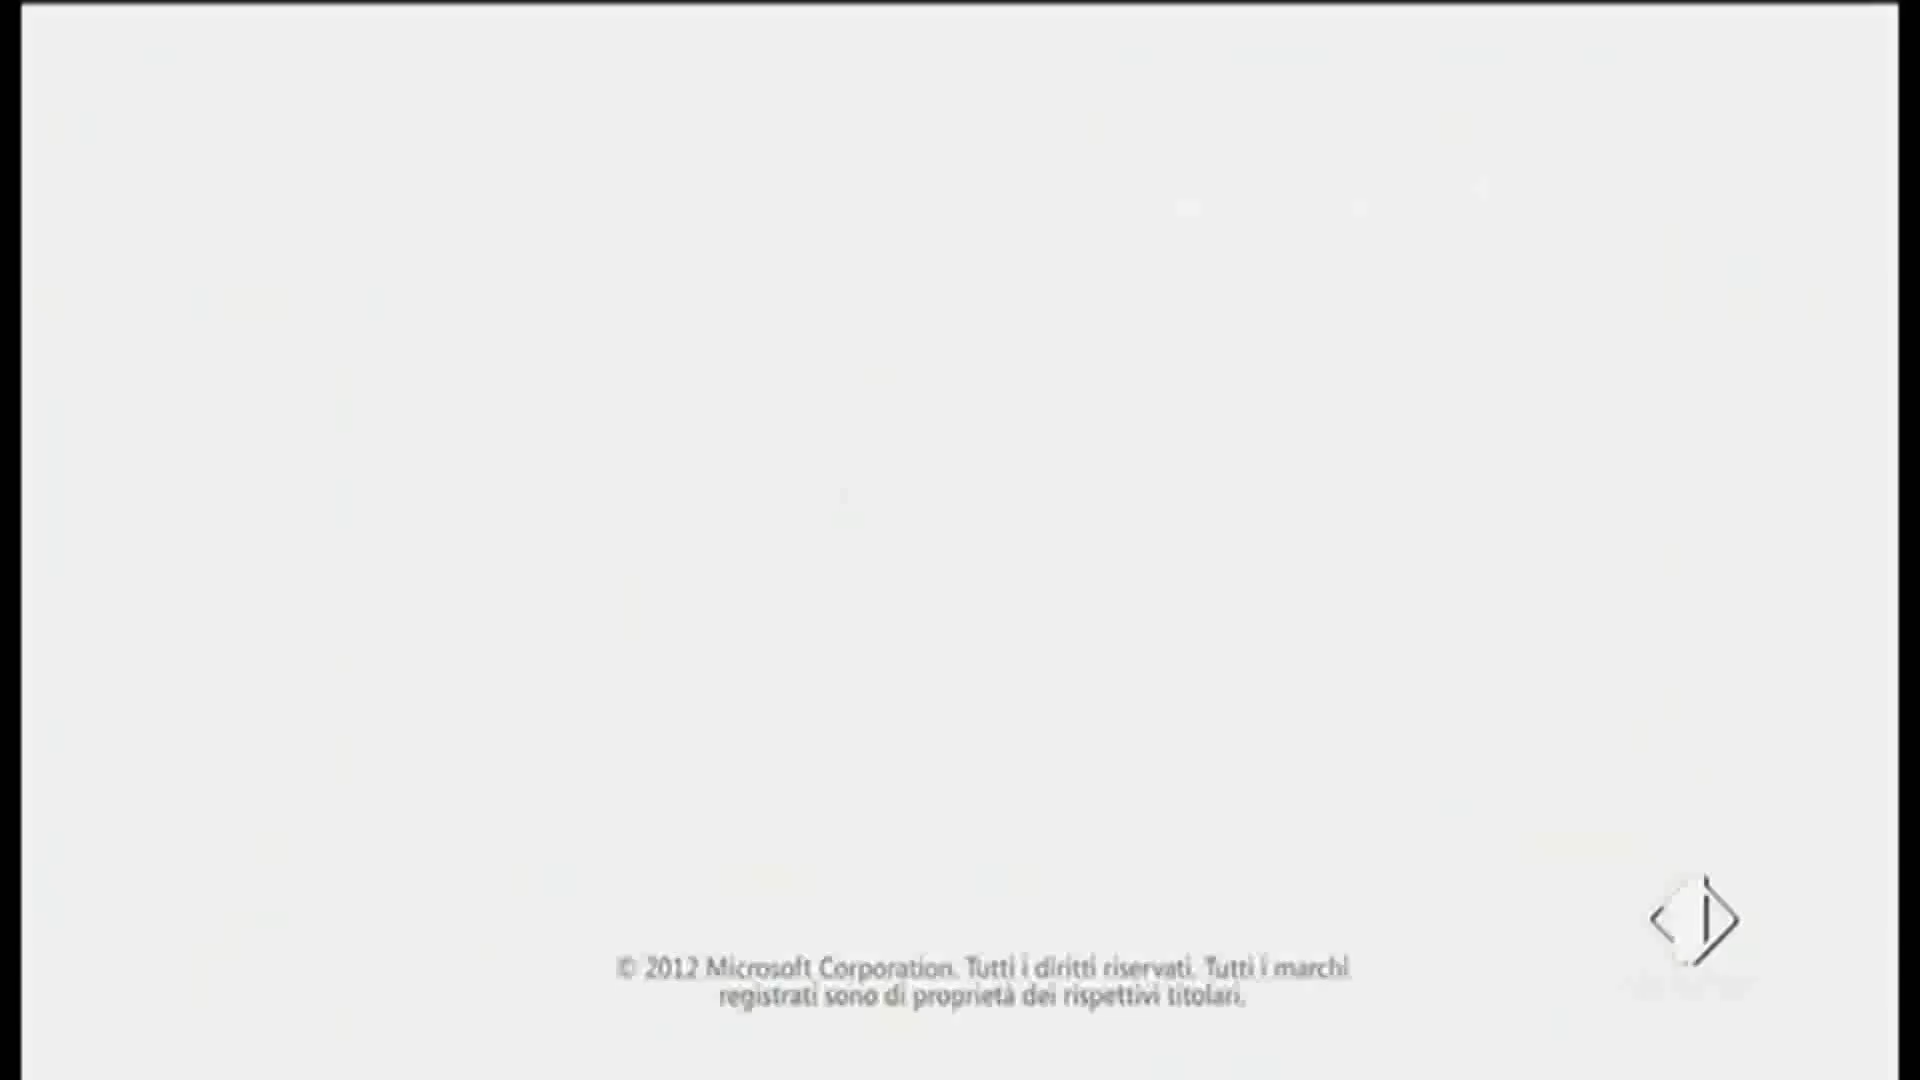 © 2012 Microsoft Corporation. Tutti i diritti riservati. Tutti i marchi
registrati sono di proprietà dei rispettivi titolari.